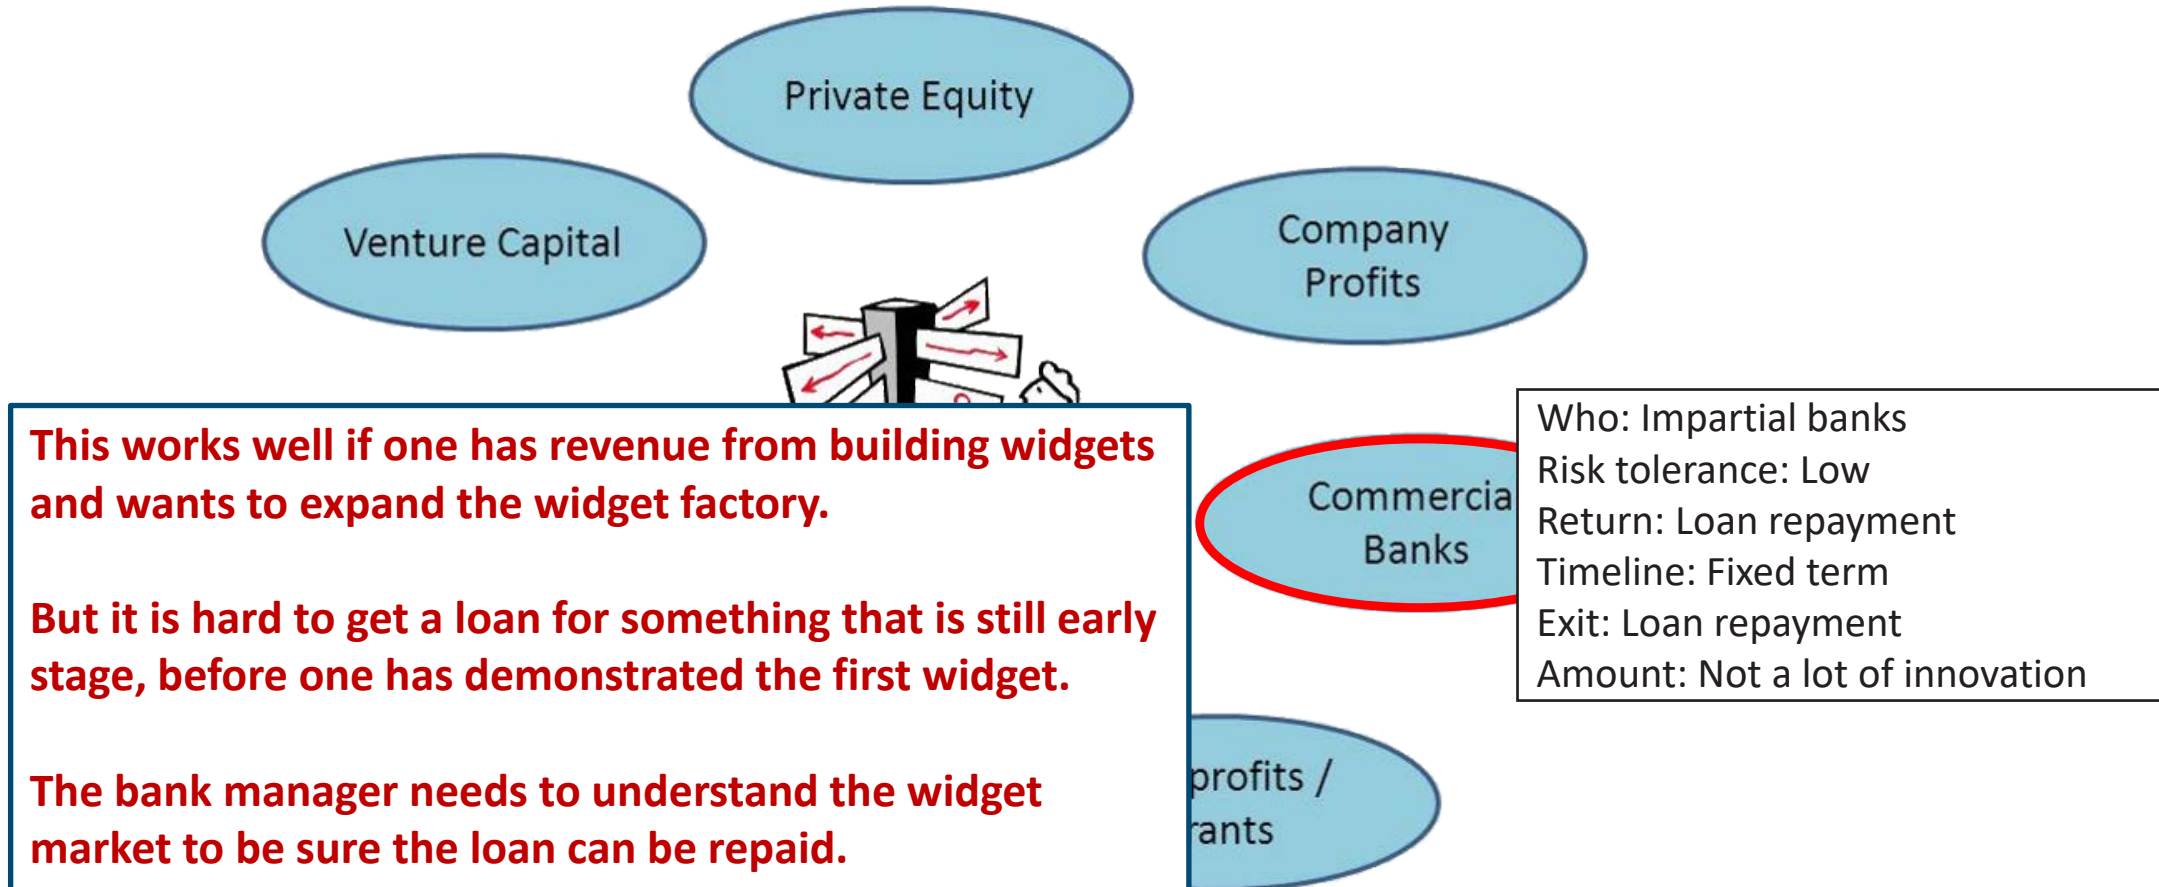 Private Equity
Venture Capital
Company
Profits
This works well if one has revenue from building widgets
and wants to expand the widget factory.
But it is hard to get a loan for something that is still early
stage, before one has demonstrated the first widget.
The bank manager needs to understand the widget
market to be sure the loan can be repaid.
Commercia
Banks
Who: Impartial banks
Risk tolerance: Low
Return: Loan repayment
Timeline: Fixed term
Exit: Loan repayment
Amount: Not a lot of innovation
profits /
rants